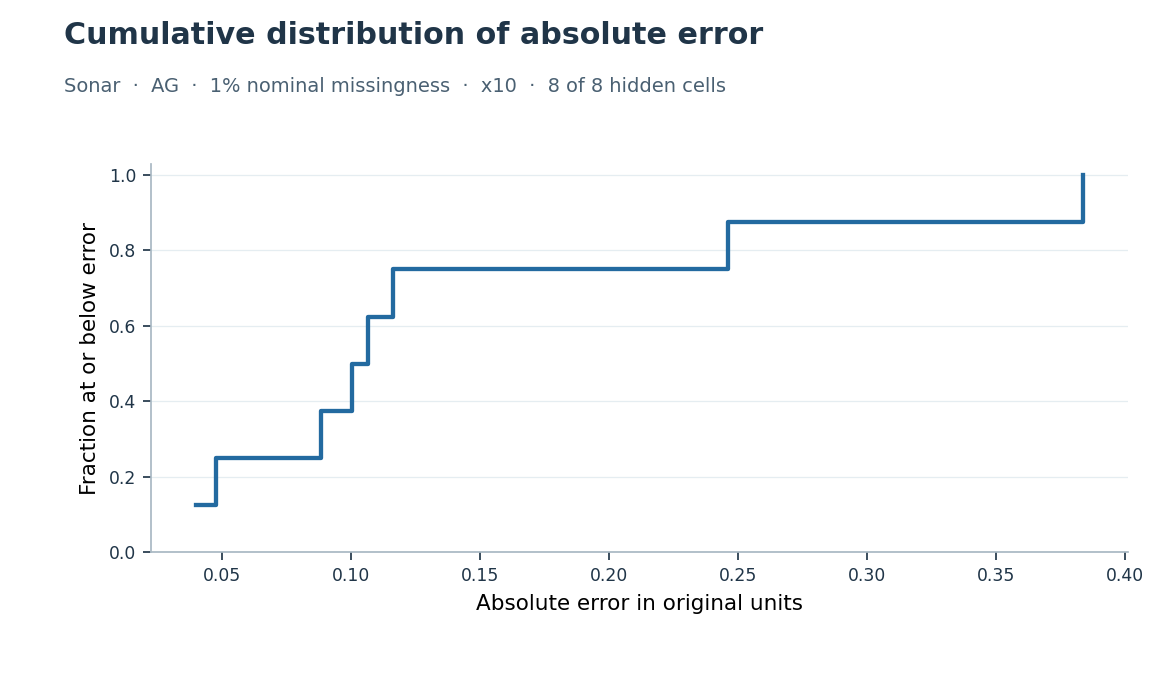 Cumulative distribution of absolute error
Sonar · AG · 1% nominal missingness · x10 · 8 of 8 hidden cells
Fraction at or below error
1.0
0.8
0.6
0.4
0.2
0.0
0.05 0.10 0.15 0.20 0.25 0.30 0.35 0.40
Absolute error in original units